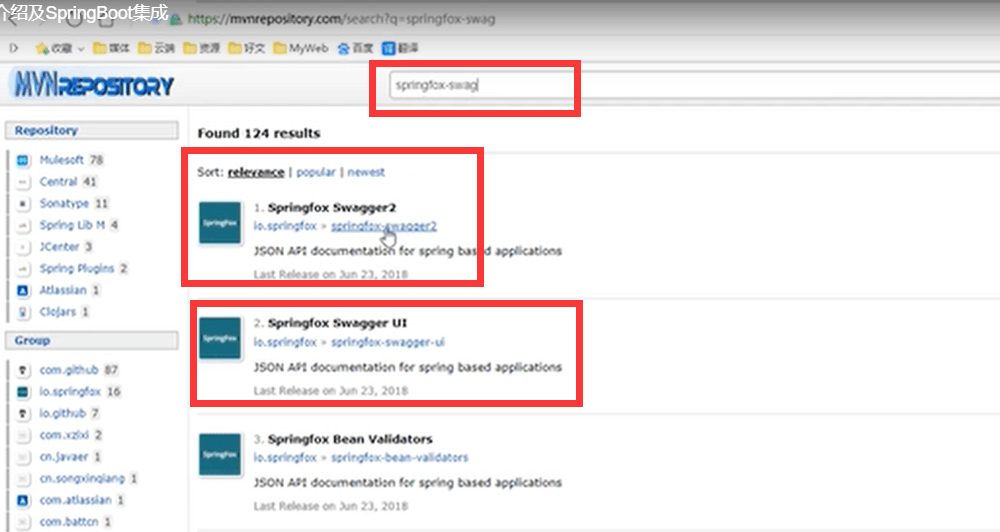 介绍及SpringBoot集成
https://mvnrepository.com/search?q=springfox-swag
收藏 媒体 云端 资源 好文 MyWeb 百度 翻译
MVNREPOSITORY
springfox-swag
Repository
Mulesoft 78
Central 41
Sonatype 11
Spring Lib M 4
JCenter 3
Spring Plugins 2
Atlassian 1
Clojars 1
Group
com.github 87
io.springfox 16
io.github 7
com.xzixi 2
cn.javaer 1
cn.songxinqiang 1
com.atlassian 1
com.battcn 1
Found 124 results
Sort: relevance | popular | newest
1. Springfox Swagger2
io.springfox » springfox-swagger2
JSON API documentation for spring based applications
Last Release on Jun 23, 2018
2. Springfox Swagger UI
io.springfox » springfox-swagger-ui
JSON API documentation for spring based applications
Last Release on Jun 23, 2018
3. Springfox Bean Validators
io.springfox » springfox-bean-validators
JSON API documentation for spring based applications
Last Release on Jun 23, 2018
SpringFox
SpringFox
SpringFox